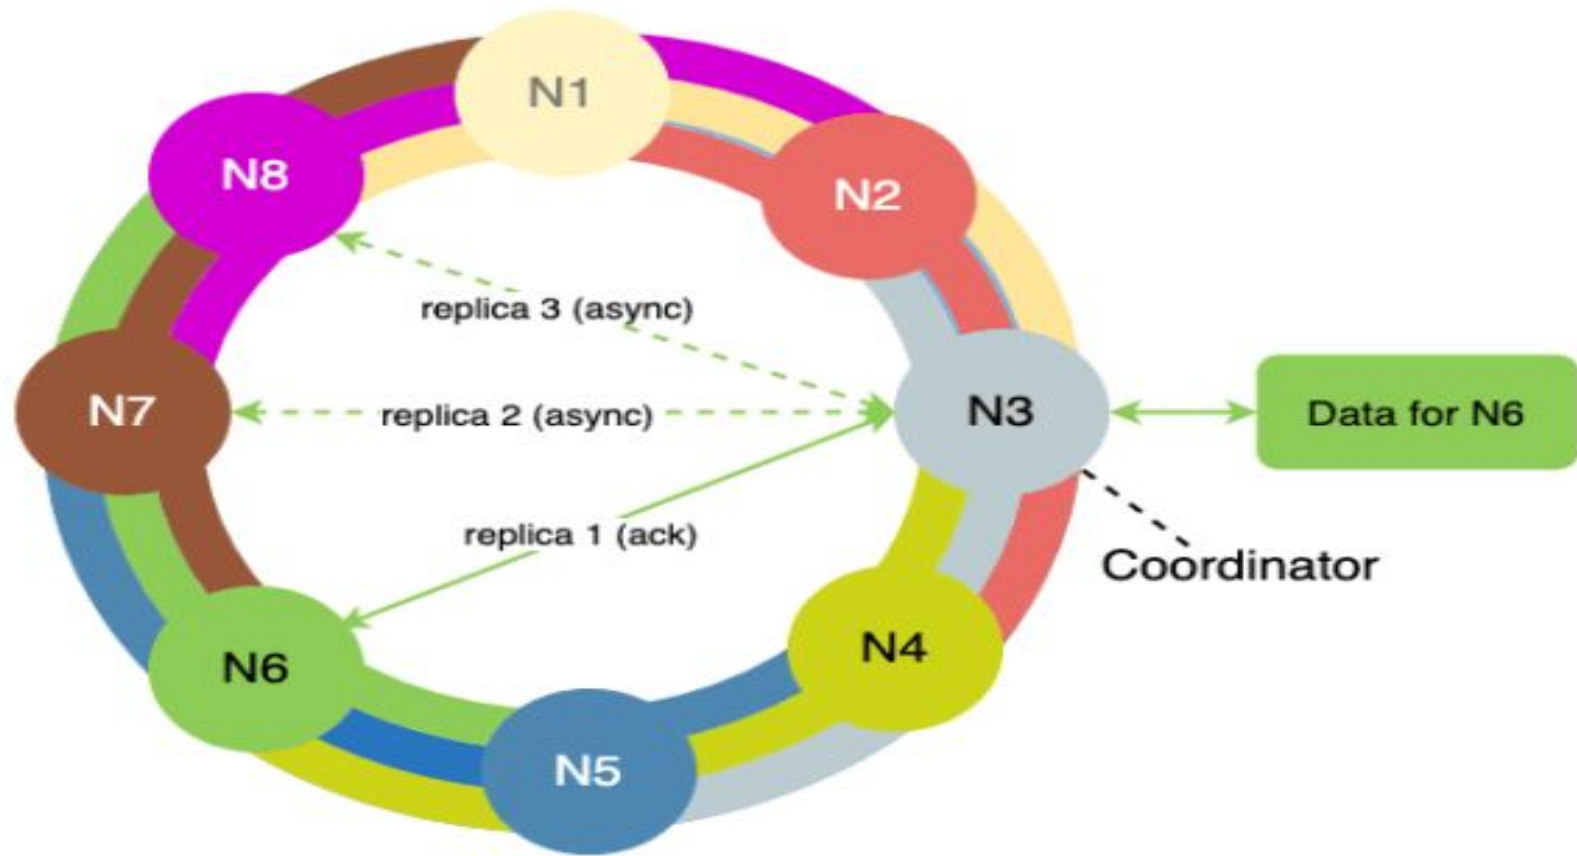 N1
N8
N2
replica 3 (async)
N7
replica 2 (async)
N3
Data for N6
replica 1 (ack)
Coordinator
N4
N6
N5